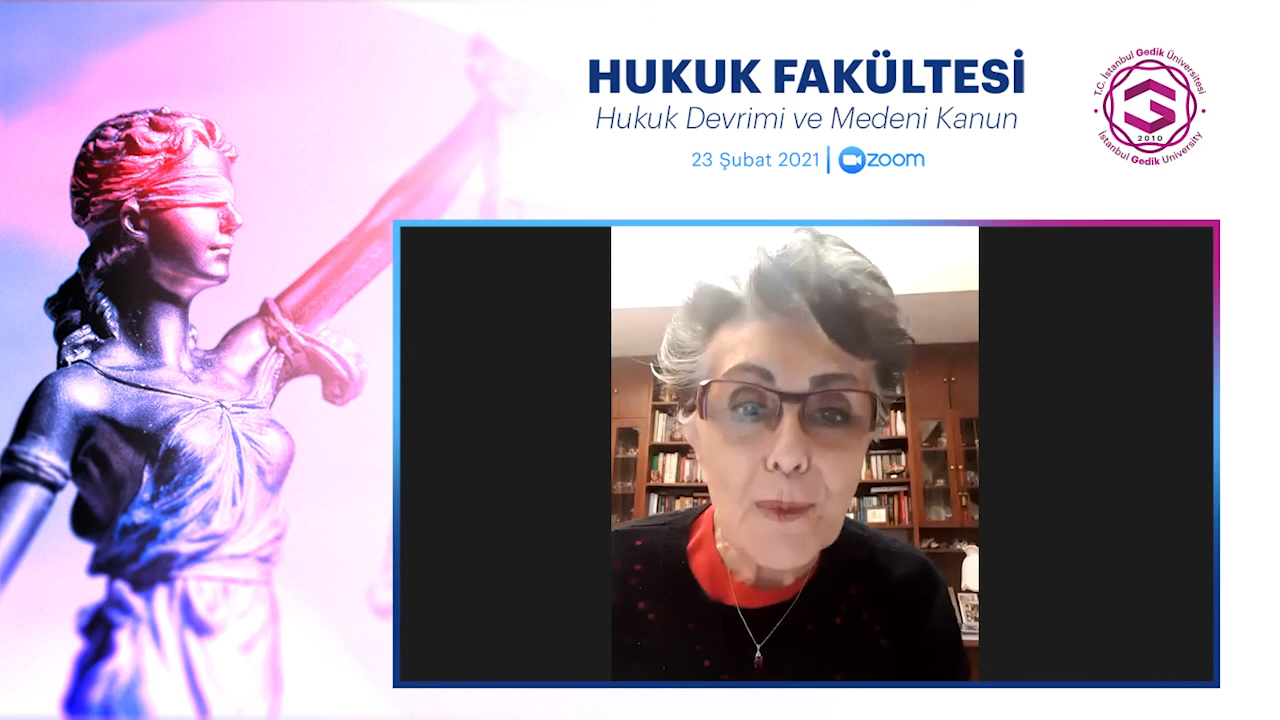 HUKUK FAKÜLTESİ
Hukuk Devrimi ve Medeni Kanun
23 Şubat 2021 | zoom
T.C. İstanbul Gedik Üniversitesi
2010
İstanbul Gedik University